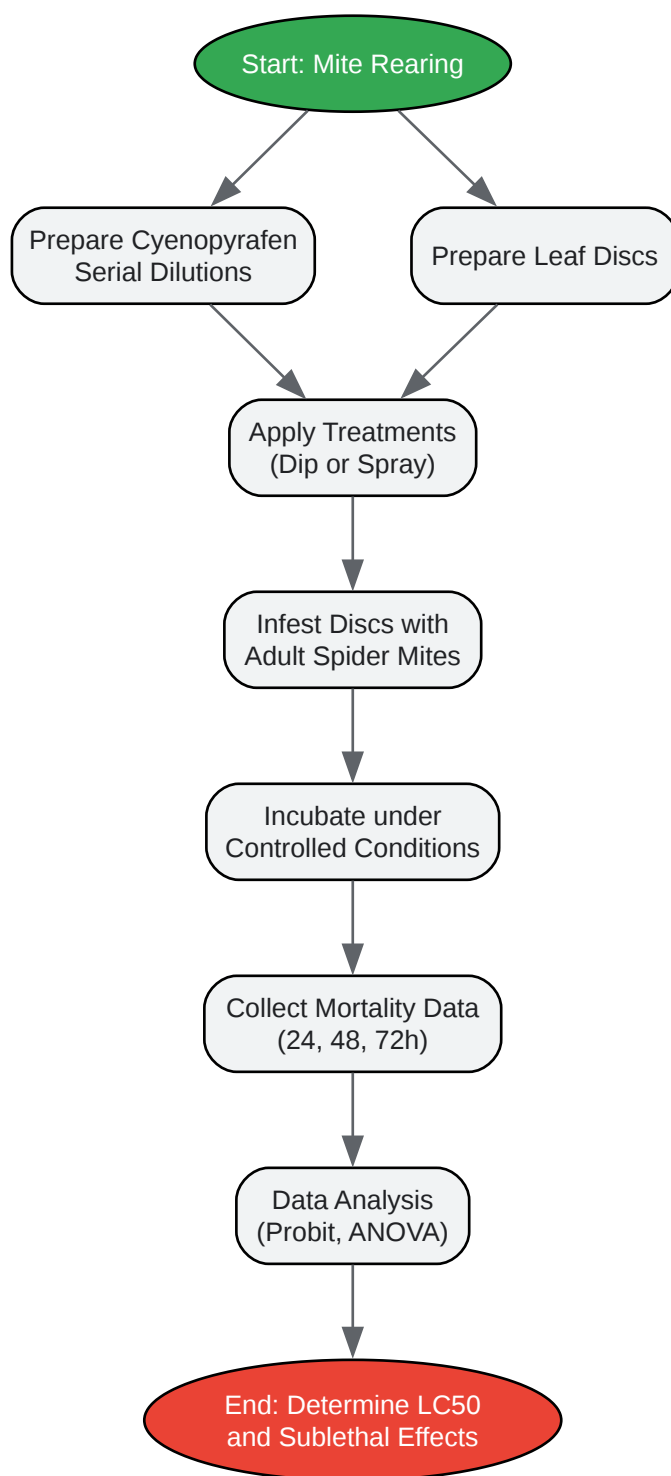 Start: Mite Rearing
Prepare Cyenopyrafen
Serial Dilutions
Prepare Leaf Discs
Apply Treatments
(Dip or Spray)
Infest Discs with
Adult Spider Mites
Incubate under
Controlled Conditions
Collect Mortality Data
(24, 48, 72h)
Data Analysis
(Probit, ANOVA)
End: Determine LC50
and Sublethal Effects